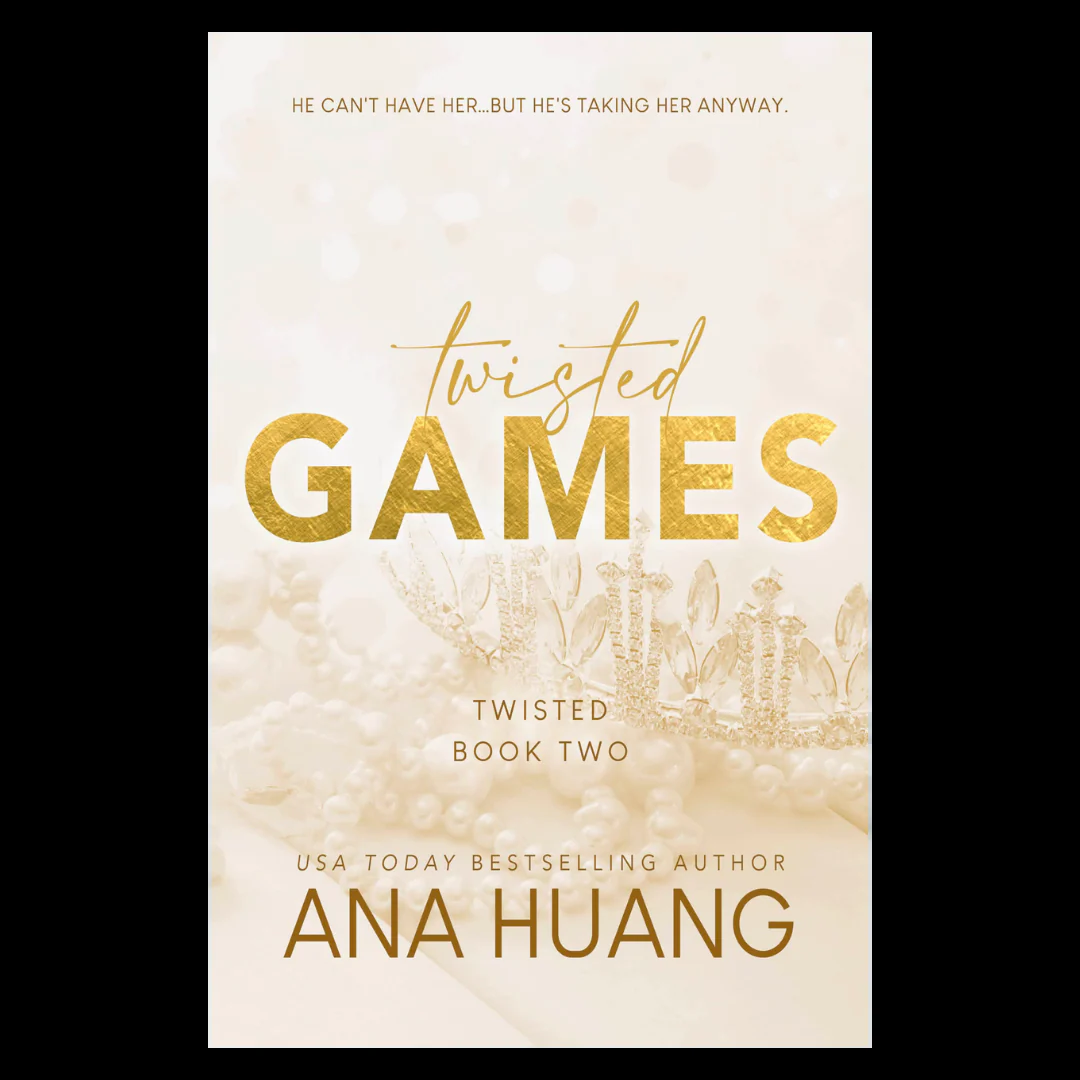 HE CAN'T HAVE HER...BUT HE'S TAKING HER ANYWAY.
twisted
GAMES
TWISTED
BOOK TWO
USA TODAY BESTSELLING AUTHOR
ANA HUANG